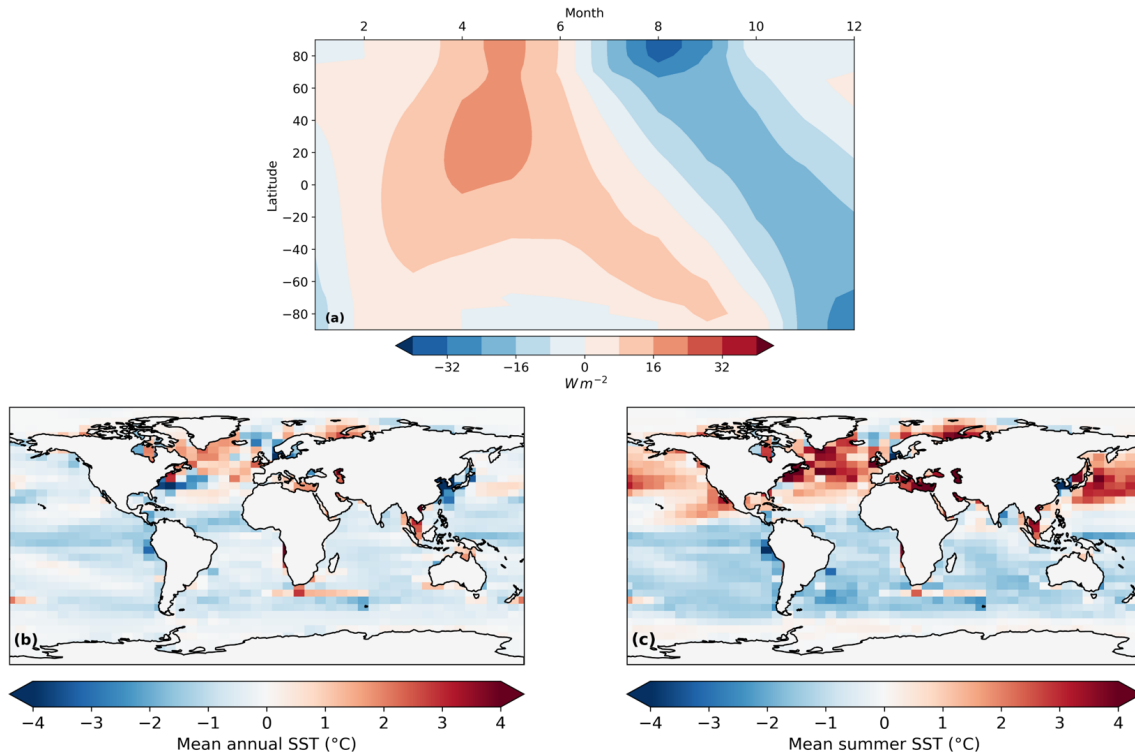 Month
2 4 6 8 10 12
Latitude
80
60
40
20
0
−20
−40
−60
−80
(a)
−32 −16 0 16 32
W m−2
(b)
(c)
−4 −3 −2 −1 0 1 2 3 4
Mean annual SST (°C)
−4 −3 −2 −1 0 1 2 3 4
Mean summer SST (°C)